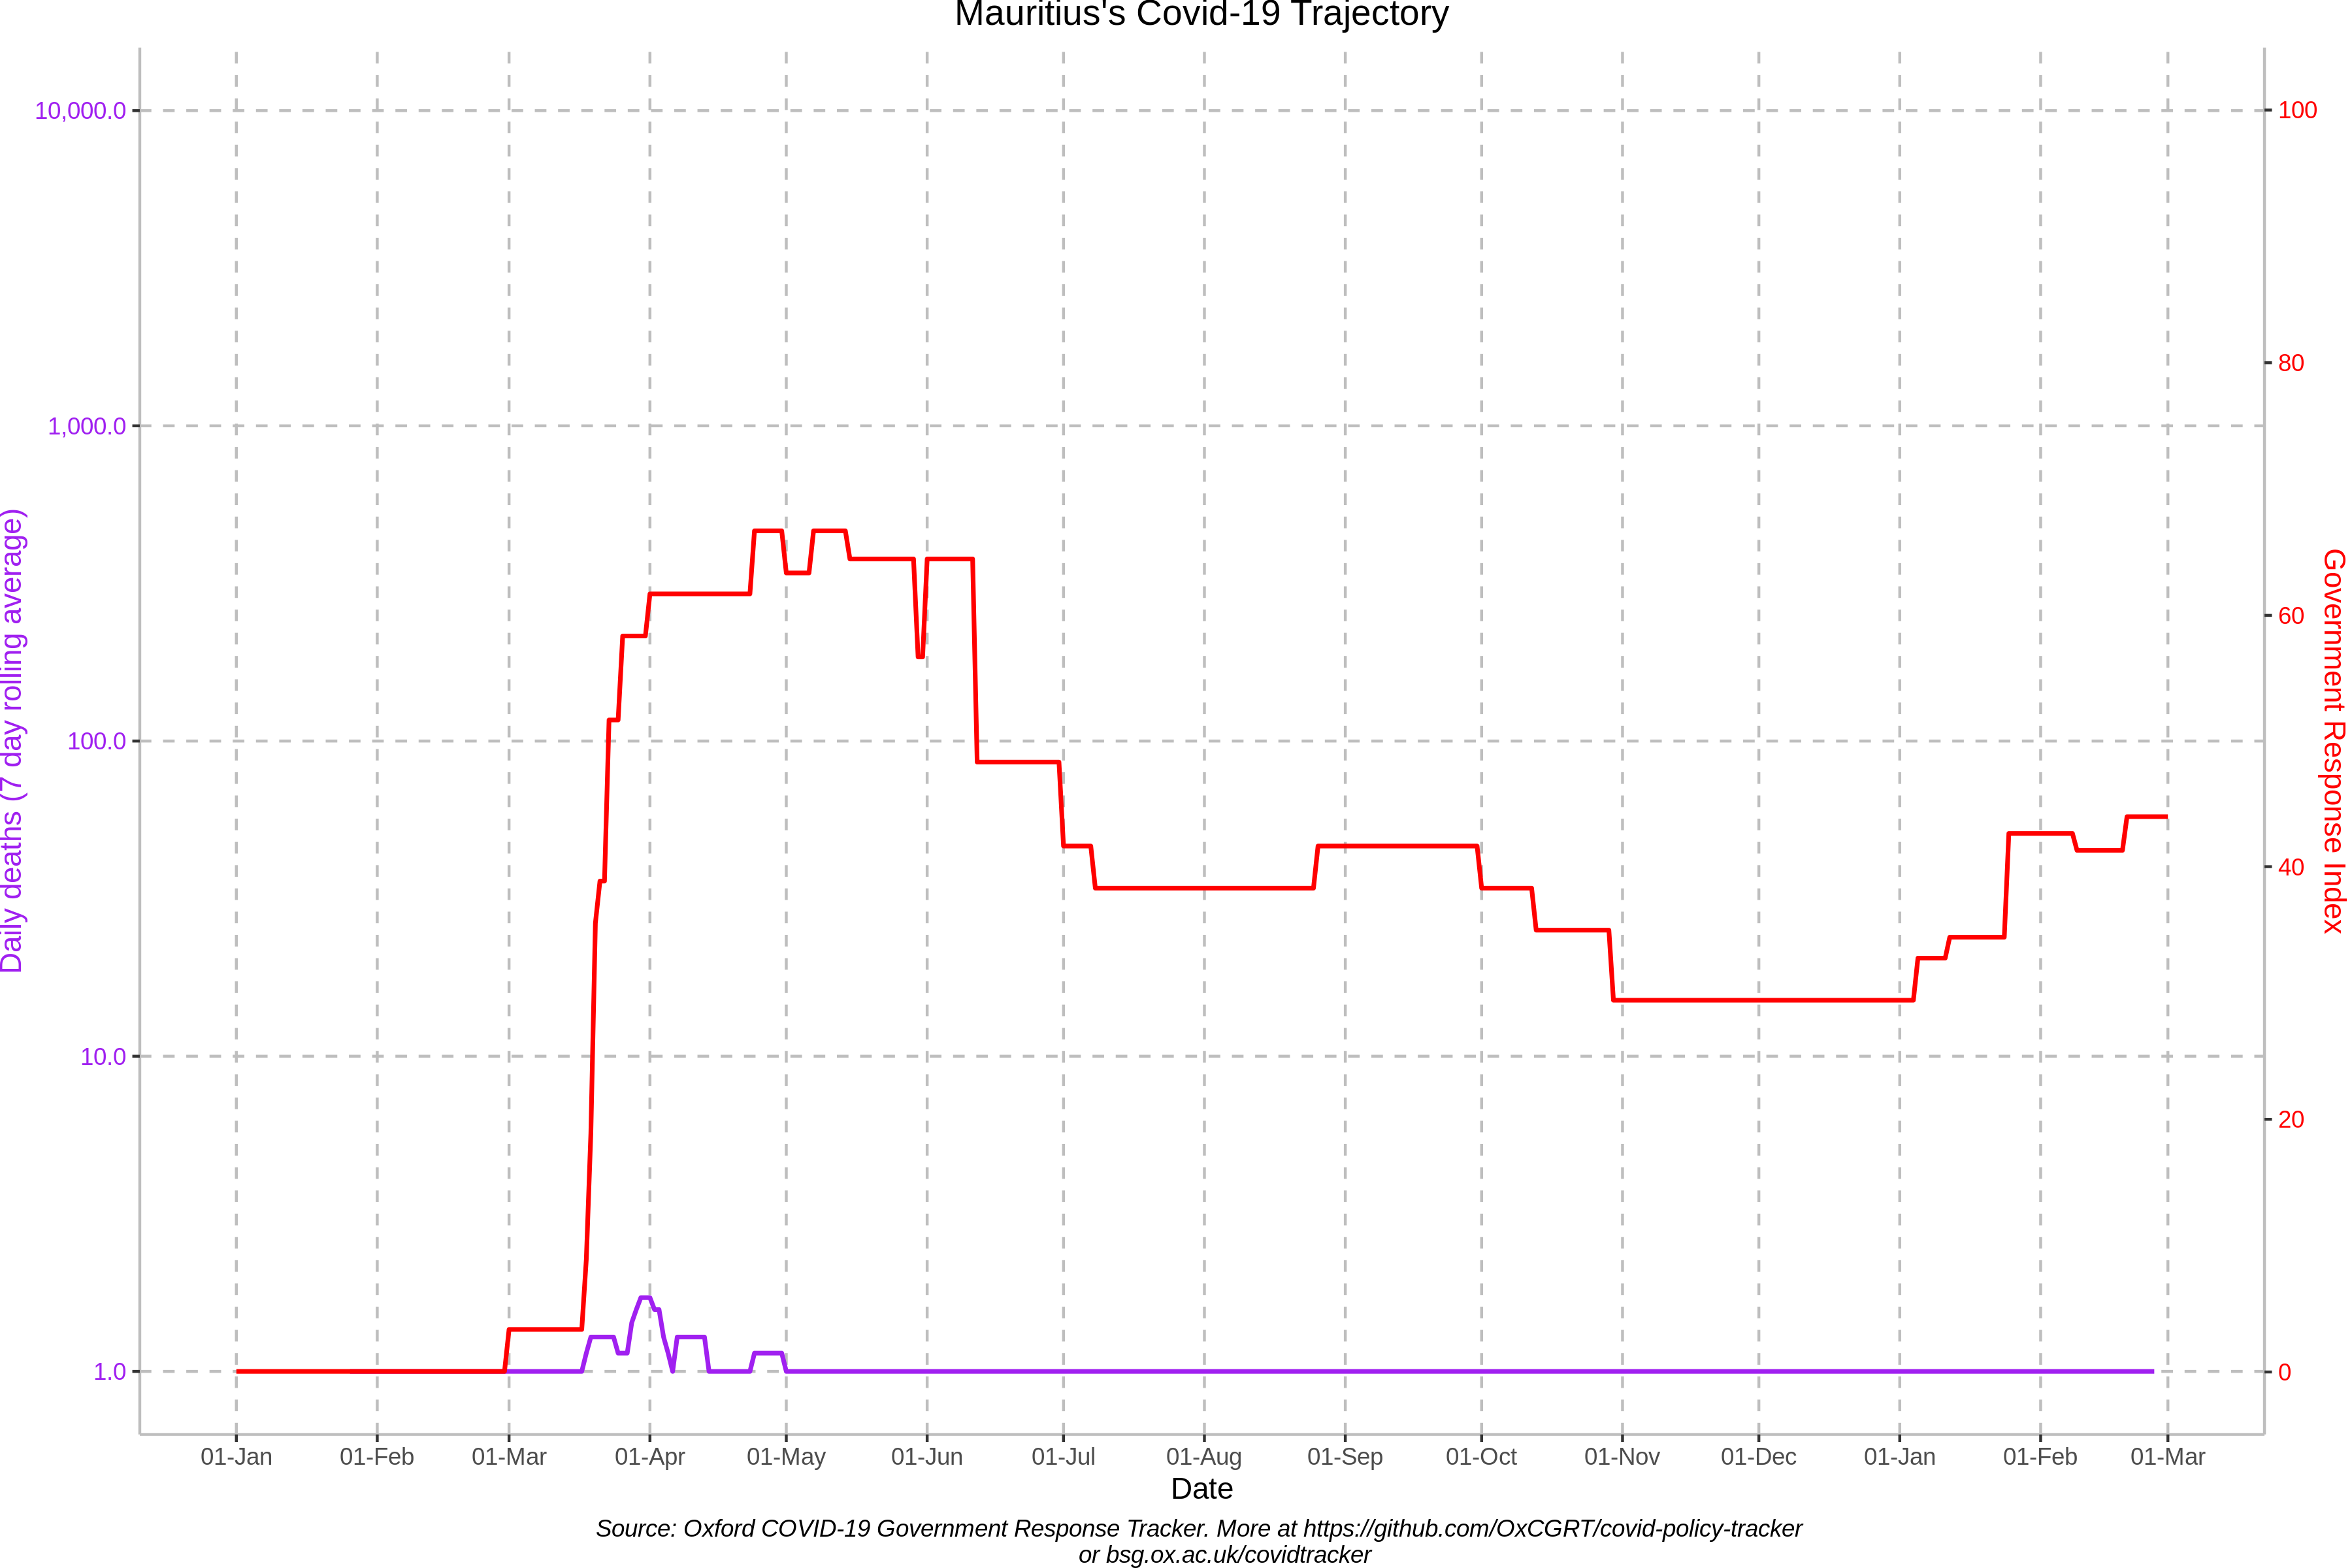 Mauritius's Covid-19 Trajectory
10,000.0
1,000.0
100.0
10.0
1.0
Daily deaths (7 day rolling average)
100
80
60
40
20
0
Government Response Index
01-Jan 01-Feb 01-Mar 01-Apr 01-May 01-Jun 01-Jul 01-Aug 01-Sep 01-Oct 01-Nov 01-Dec 01-Jan 01-Feb 01-Mar
Date
Source: Oxford COVID-19 Government Response Tracker. More at https://github.com/OxCGRT/covid-policy-tracker
or bsg.ox.ac.uk/covidtracker